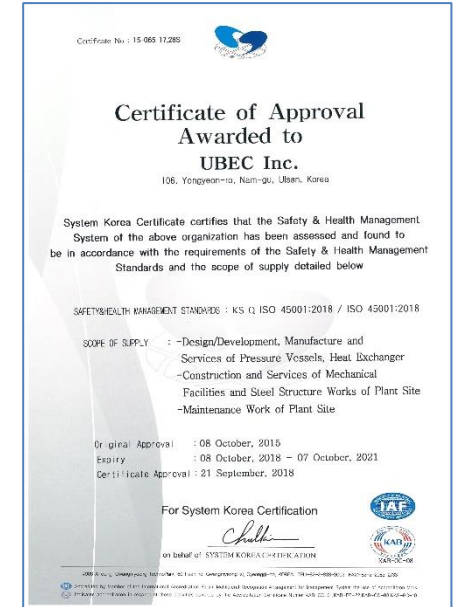 Certificate No : 15-065 17,28S
Certificate of Approval
Awarded to
UBEC Inc.
106, Yongyeon-ro, Nam-gu, Ulsan, Korea
System Korea Certificate certifies that the Safety & Health Management
System of the above organization has been assessed and found to
be in accordance with the requirements of the Safety & Health Management
Standards and the scope of supply detailed below
SAFETY&HEALTH MANAGEMENT STANDARDS : KS Q ISO 45001:2018 / ISO 45001:2018
SCOPE OF SUPPLY : -Design/Development, Manufacture and
Services of Pressure Vessels, Heat Exchanger
-Construction and Services of Mechanical
Facilities and Steel Structure Works of Plant Site
-Maintenance Work of Plant Site
Original Approval : 08 October, 2015
Expiry : 08 October, 2018 - 07 October, 2021
Certificate Approval : 21 September, 2018
For System Korea Certification
on behalf of SYSTEM KOREA CERTIFICATION
IAF
KAB
KAB-OC-08